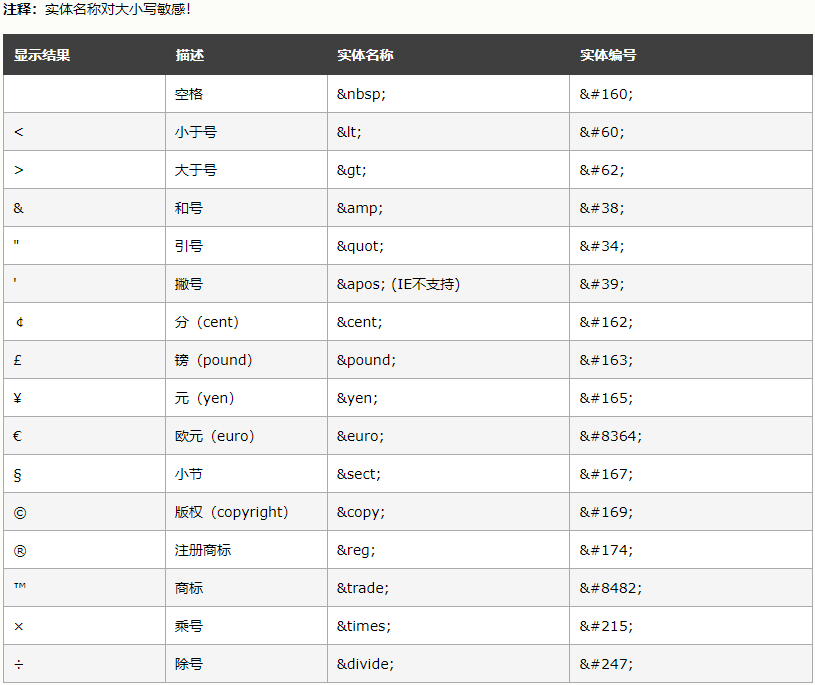 注释：实体名称对大小写敏感！
显示结果 描述 实体名称 实体编号
空格 &nbsp; &#160;
< 小于号 &lt; &#60;
> 大于号 &gt; &#62;
& 和号 &amp; &#38;
" 引号 &quot; &#34;
' 撇号 &apos; (IE不支持) &#39;
¢ 分（cent） &cent; &#162;
£ 镑（pound） &pound; &#163;
¥ 元（yen） &yen; &#165;
€ 欧元（euro） &euro; &#8364;
§ 小节 &sect; &#167;
© 版权（copyright） &copy; &#169;
® 注册商标 &reg; &#174;
™ 商标 &trade; &#8482;
× 乘号 &times; &#215;
÷ 除号 &divide; &#247;